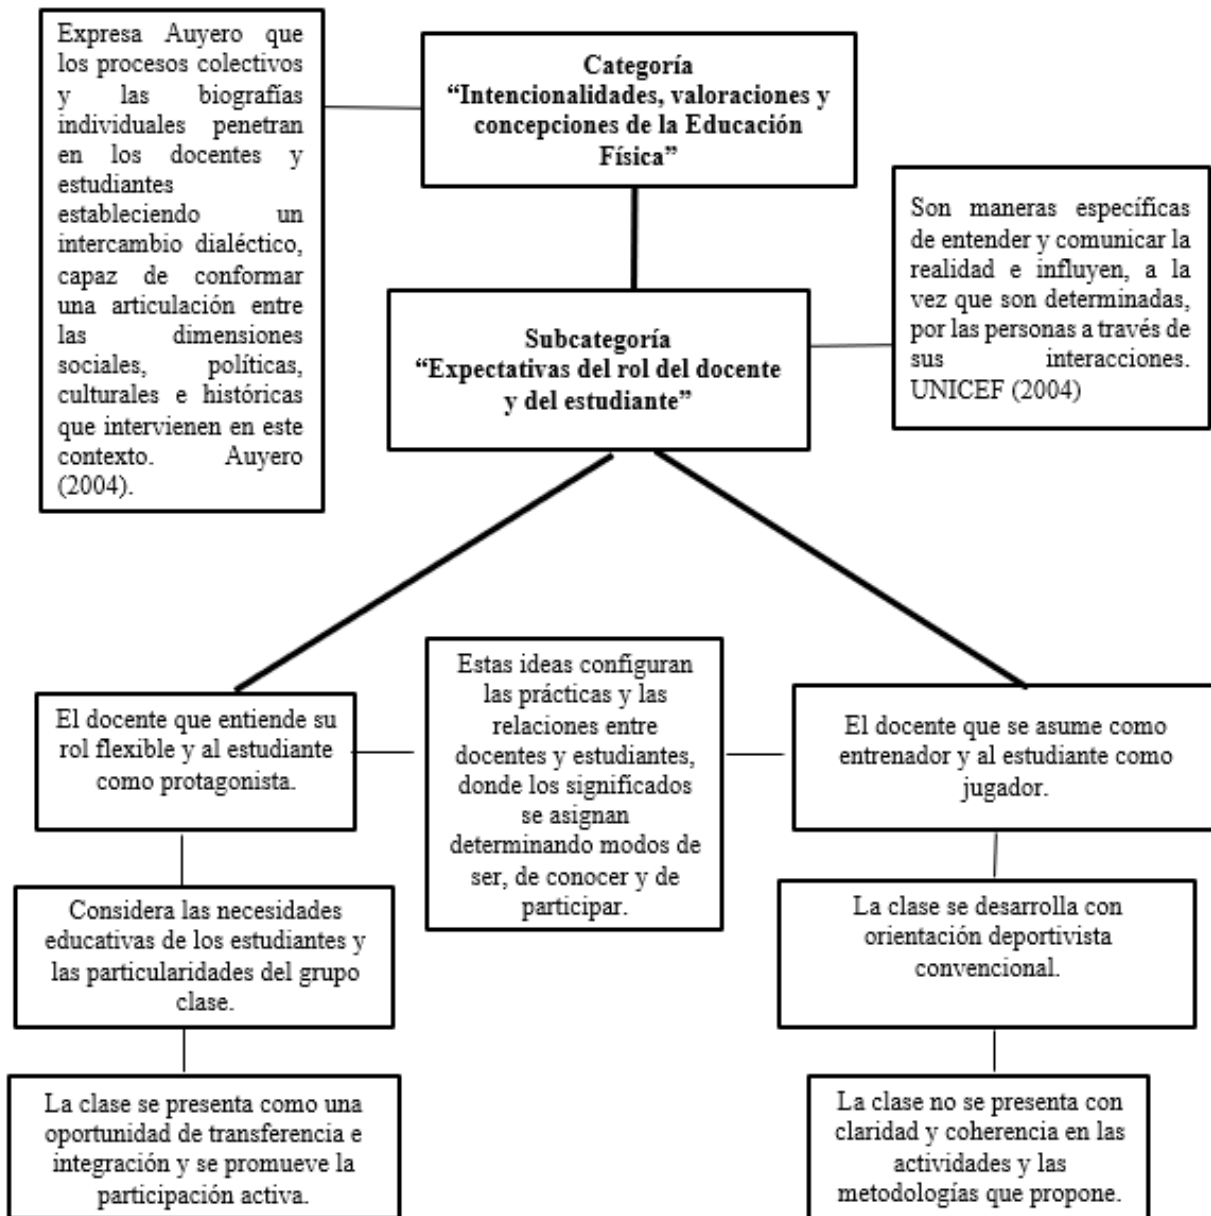 Expresa Auyero que
los procesos colectivos
y las biografías
individuales penetran
en los docentes y
estudiantes
estableciendo un
intercambio dialéctico,
capaz de conformar
una articulación entre
las dimensiones
sociales, políticas,
culturales e históricas
que intervienen en este
contexto. Auyero
(2004).
Categoría
“Intencionalidades, valoraciones y
concepciones de la Educación
Física”
Son maneras específicas
de entender y comunicar la
realidad e influyen, a la
vez que son determinadas,
por las personas a través de
sus interacciones.
UNICEF (2004)
Subcategoría
“Expectativas del rol del docente
y del estudiante”
El docente que entiende su
rol flexible y al estudiante
como protagonista.
Estas ideas configuran
las prácticas y las
relaciones entre
docentes y estudiantes,
donde los significados
se asignan
determinando modos de
ser, de conocer y de
participar.
El docente que se asume como
entrenador y al estudiante como
jugador.
Considera las necesidades
educativas de los estudiantes y
las particularidades del grupo
clase.
La clase se desarrolla con
orientación deportivista
convencional.
La clase se presenta como una
oportunidad de transferencia e
integración y se promueve la
participación activa.
La clase no se presenta con
claridad y coherencia en las
actividades y las
metodologías que propone.